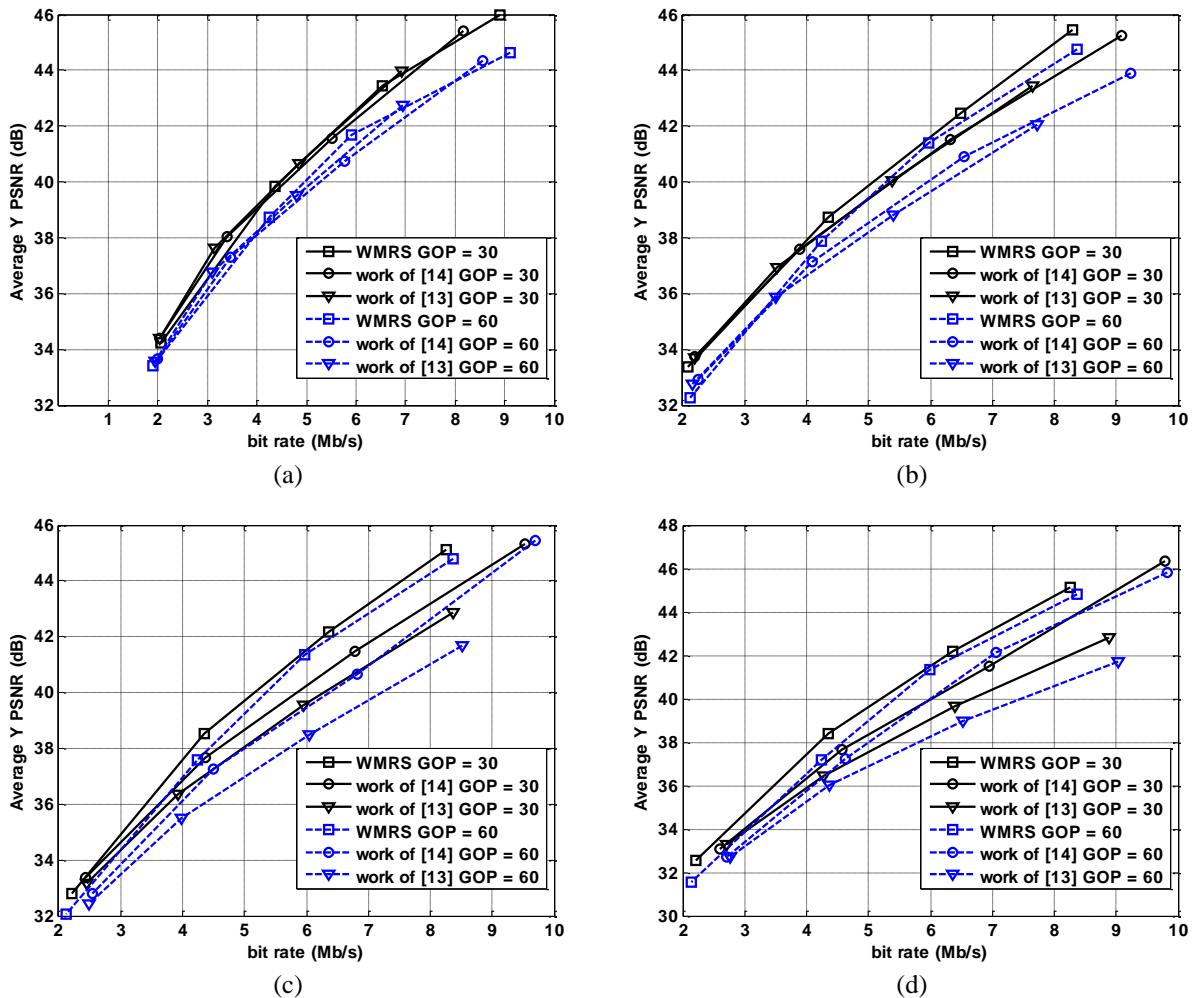 46
44
42
40
38
36
34
32
Average Y PSNR (dB)
1 2 3 4 5 6 7 8 9 10
bit rate (Mb/s)
WMRS GOP = 30
work of [14] GOP = 30
work of [13] GOP = 30
WMRS GOP = 60
work of [14] GOP = 60
work of [13] GOP = 60
(a)
46
44
42
40
38
36
34
32
Average Y PSNR (dB)
2 3 4 5 6 7 8 9 10
bit rate (Mb/s)
WMRS GOP = 30
work of [14] GOP = 30
work of [13] GOP = 30
WMRS GOP = 60
work of [14] GOP = 60
work of [13] GOP = 60
(b)
46
44
42
40
38
36
34
32
Average Y PSNR (dB)
2 3 4 5 6 7 8 9 10
bit rate (Mb/s)
WMRS GOP = 30
work of [14] GOP = 30
work of [13] GOP = 30
WMRS GOP = 60
work of [14] GOP = 60
work of [13] GOP = 60
(c)
48
46
44
42
40
38
36
34
32
30
Average Y PSNR (dB)
2 3 4 5 6 7 8 9 10
bit rate (Mb/s)
WMRS GOP = 30
work of [14] GOP = 30
work of [13] GOP = 30
WMRS GOP = 60
work of [14] GOP = 60
work of [13] GOP = 60
(d)